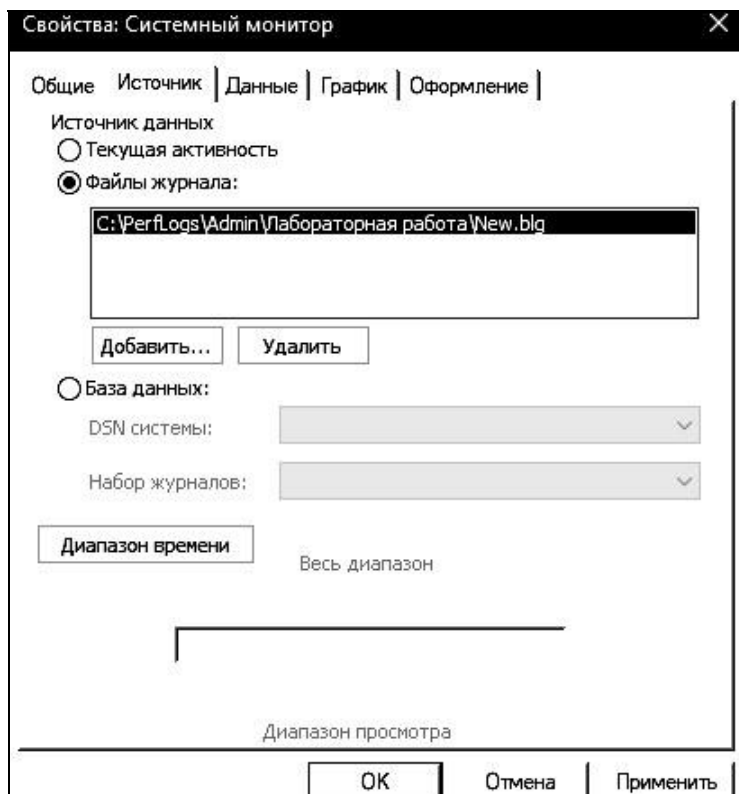 Свойства: Системный монитор
Общие Источник Данные График Оформление
Источник данных
Текущая активность
Файлы журнала:
C:\PerfLogs\Admin\Лабораторная работа\New.blg
Добавить... Удалить
База данных:
DSN системы:
Набор журналов:
Диапазон времени
Весь диапазон
Диапазон просмотра
ОК Отмена Применить